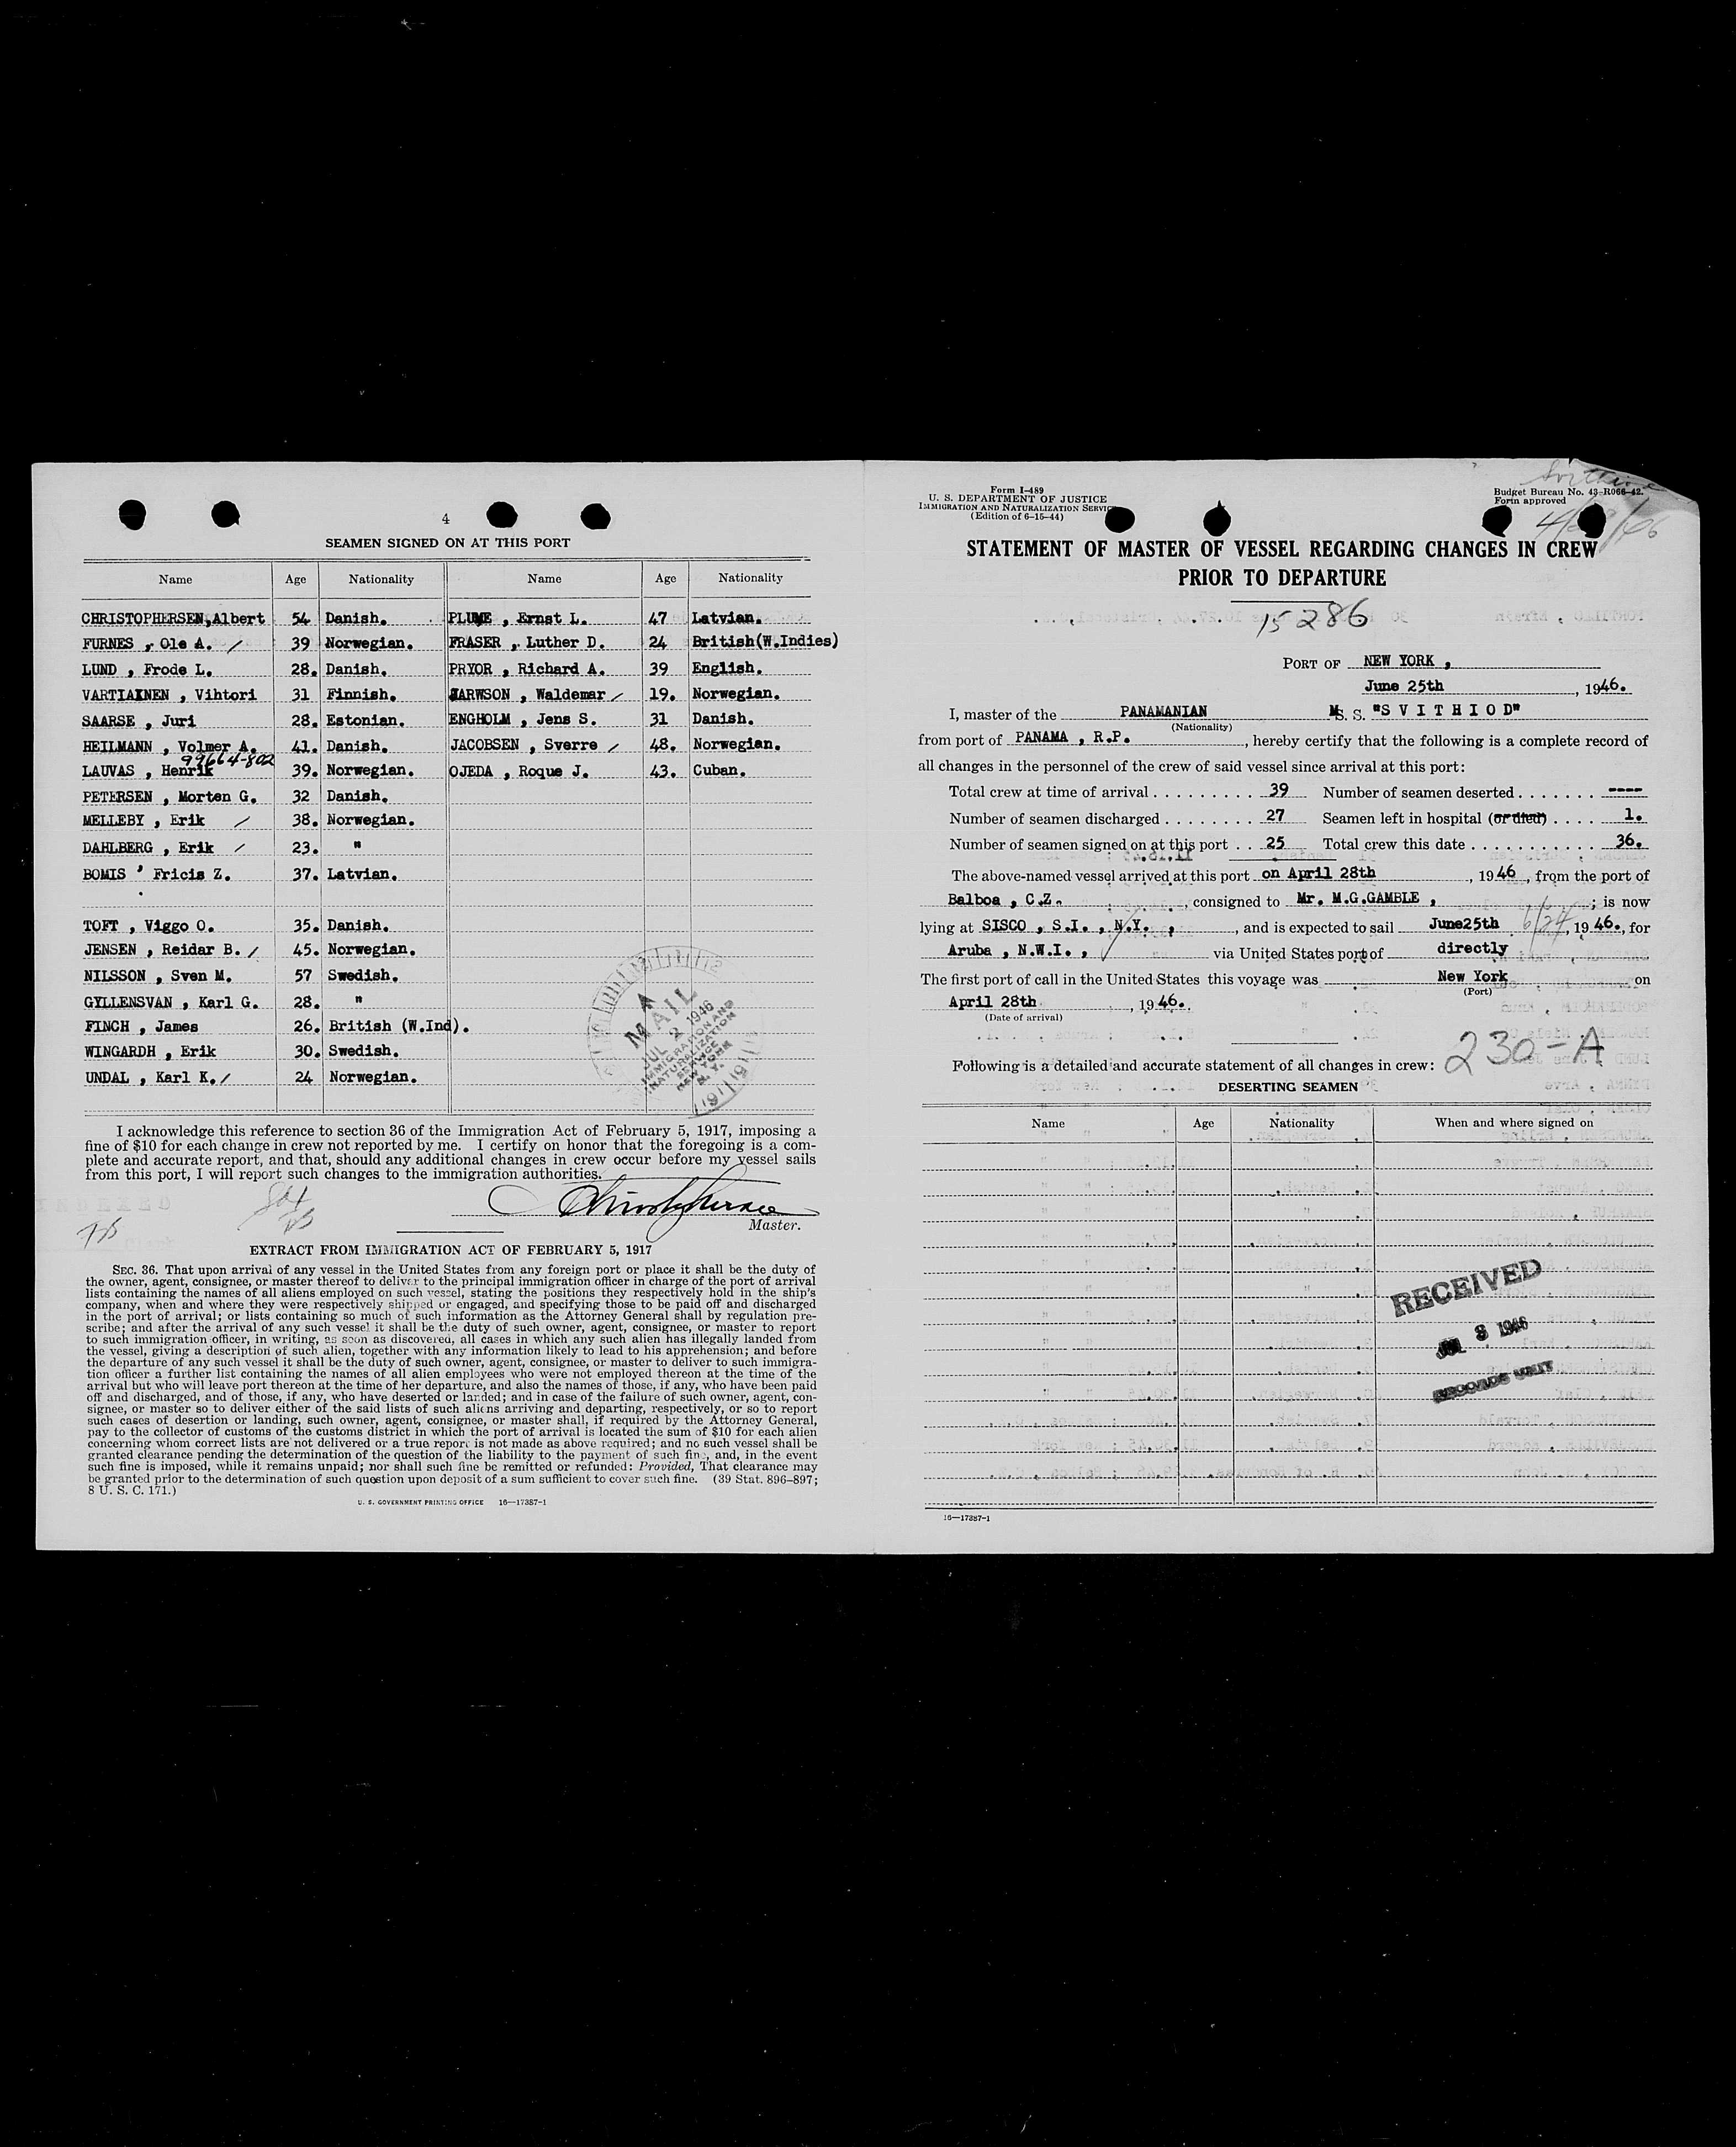 4
SEAMEN SIGNED ON AT THIS PORT
Name Age Nationality Name Age Nationality
CHRISTOPHERSEN,Albert 54 Danish. PLUME , Ernst L. 47 Latvian.
FURNES , Ole A. / 39 Norwegian. FRASER , Luther D. 24 British(W.Indies)
LUND , Frode L. 28. Danish. PRYOR , Richard A. 39 English.
VARTIAINEN , Vihtori 31 Finnish. HARWSON , Waldemar / 19. Norwegian.
SAARSE , Juri 28. Estonian. ENGHOLM , Jens S. 31 Danish.
HEILMANN , Volmer A. 41. Danish. JACOBSEN , Sverre / 48. Norwegian.
99664-802
LAUVAS , Henrik 39. Norwegian. OJEDA , Roque J. 43. Cuban.
PETERSEN , Morten G. 32 Danish.
MELLEBY , Erik / 38. Norwegian.
DAHLBERG , Erik / 23. "
BOMIS ' Fricis Z. 37. Latvian.
TOFT , Viggo O. 35. Danish.
JENSEN , Reidar B. / 45. Norwegian.
NILSSON , Sven M. 57 Swedish.
GYLLENSVAN , Karl G. 28. "
FINCH , James 26. British (W.Ind).
WINGARDH , Erik 30. Swedish.
UNDAL , Karl K. / 24 Norwegian.
MAIL
JUL 2 1946
IMMIGRATION AND
NATURALIZATION
SERVICE
NEW YORK
N. Y.
I acknowledge this reference to section 36 of the Immigration Act of February 5, 1917, imposing a
fine of $10 for each change in crew not reported by me. I certify on honor that the foregoing is a com-
plete and accurate report, and that, should any additional changes in crew occur before my vessel sails
from this port, I will report such changes to the immigration authorities.
Master.
EXTRACT FROM IMMIGRATION ACT OF FEBRUARY 5, 1917
SEC. 36. That upon arrival of any vessel in the United States from any foreign port or place it shall be the duty of
the owner, agent, consignee, or master thereof to deliver to the principal immigration officer in charge of the port of arrival
lists containing the names of all aliens employed on such vessel, stating the positions they respectively hold in the ship's
company, when and where they were respectively shipped or engaged, and specifying those to be paid off and discharged
in the port of arrival; or lists containing so much of such information as the Attorney General shall by regulation pre-
scribe; and after the arrival of any such vessel it shall be the duty of such owner, agent, consignee, or master to report
to such immigration officer, in writing, as soon as discovered, all cases in which any such alien has illegally landed from
the vessel, giving a description of such alien, together with any information likely to lead to his apprehension; and before
the departure of any such vessel it shall be the duty of such owner, agent, consignee, or master to deliver to such immigra-
tion officer a further list containing the names of all alien employees who were not employed thereon at the time of the
arrival but who will leave port thereon at the time of her departure, and also the names of those, if any, who have been paid
off and discharged, and of those, if any, who have deserted or landed; and in case of the failure of such owner, agent, con-
signee, or master so to deliver either of the said lists of such aliens arriving and departing, respectively, or so to report
such cases of desertion or landing, such owner, agent, consignee, or master shall, if required by the Attorney General,
pay to the collector of customs of the customs district in which the port of arrival is located the sum of $10 for each alien
concerning whom correct lists are not delivered or a true report is not made as above required; and no such vessel shall be
granted clearance pending the determination of the question of the liability to the payment of such fine, and, in the event
such fine is imposed, while it remains unpaid; nor shall such fine be remitted or refunded: Provided, That clearance may
be granted prior to the determination of such question upon deposit of a sum sufficient to cover such fine. (39 Stat. 896-897;
8 U. S. C. 171.)
U. S. GOVERNMENT PRINTING OFFICE 16—17387-1
Form I-489
U. S. DEPARTMENT OF JUSTICE
IMMIGRATION AND NATURALIZATION SERVICE
(Edition of 6-15-44)
Budget Bureau No. 43-R066-42.
Form approved
STATEMENT OF MASTER OF VESSEL REGARDING CHANGES IN CREW
PRIOR TO DEPARTURE
15286
PORT OF NEW YORK ,
June 25th , 1946.
I, master of the PANAMANIAN M. S. "S V I T H I O D"
(Nationality)
from port of PANAMA , R.P. , hereby certify that the following is a complete record of
all changes in the personnel of the crew of said vessel since arrival at this port:
Total crew at time of arrival . . . . . . . . . 39 Number of seamen deserted . . . . . . . ----
Number of seamen discharged . . . . . . . . 27 Seamen left in hospital (or died) . . . . 1.
Number of seamen signed on at this port . . 25 Total crew this date . . . . . . . . . . . 36.
The above-named vessel arrived at this port on April 28th , 1946 , from the port of
Balboa , C.Z. , consigned to Mr. M.G.GAMBLE , ; is now
lying at SISCO , S.I. , N.Y. , , and is expected to sail June25th 6/24 , 1946., for
Aruba , N.W.I. , via United States port of directly
The first port of call in the United States this voyage was New York on
(Port)
April 28th , 1946.
(Date of arrival)
Following is a detailed and accurate statement of all changes in crew: 230-A
DESERTING SEAMEN
Name Age Nationality When and where signed on
RECEIVED
JUL 3 1946
RECORDS UNIT
16—17387-1